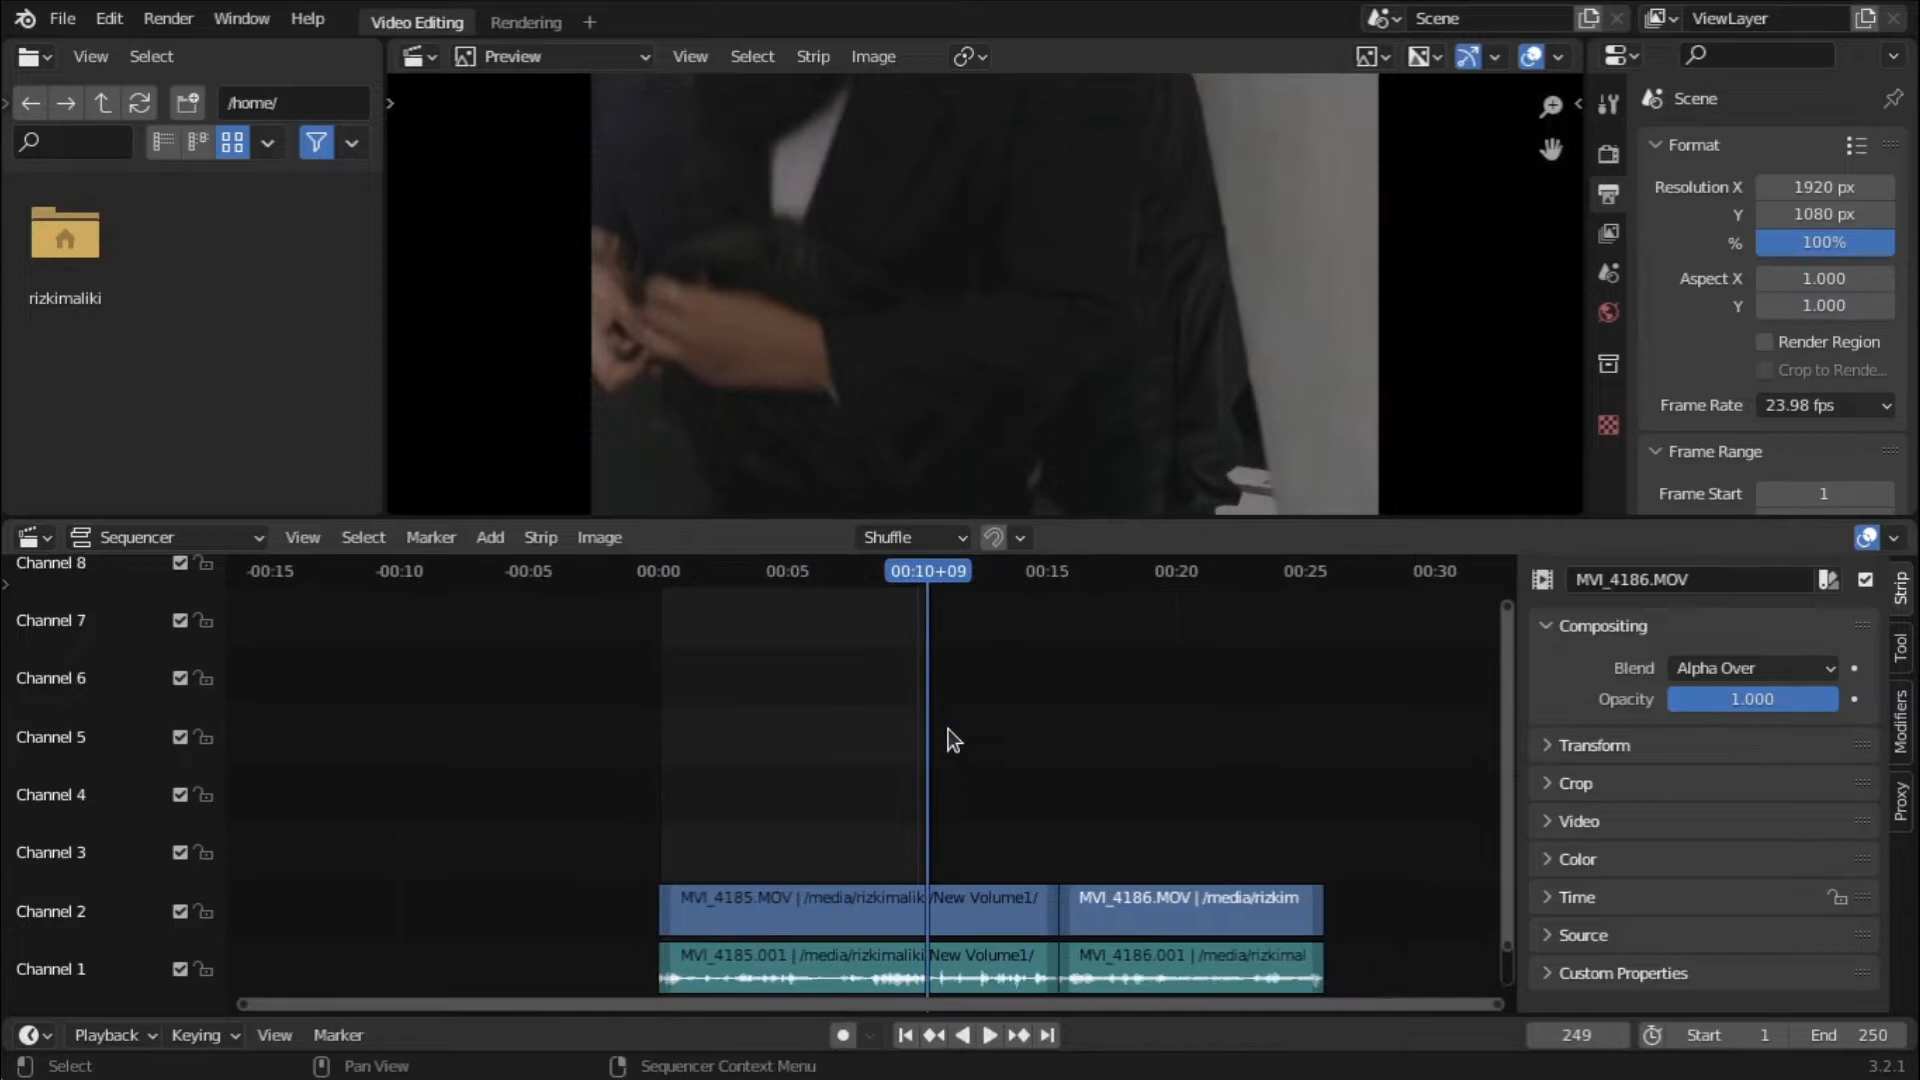 File Edit Render Window Help Video Editing Rendering + Scene ViewLayer
View Select Preview View Select Strip Image
/home/
Scene
Format
Resolution X 1920 px
Y 1080 px
% 100%
Aspect X 1.000
Y 1.000
Render Region
Crop to Rende...
Frame Rate 23.98 fps
Frame Range
Frame Start 1
rizkimaliki
Sequencer View Select Marker Add Strip Image Shuffle
-00:15 -00:10 -00:05 00:00 00:05 00:10+09 00:15 00:20 00:25 00:30
Channel 8
Channel 7
Channel 6
Channel 5
Channel 4
Channel 3
Channel 2
Channel 1
MVI_4185.MOV | /media/rizkimaliki/New Volume1/ MVI_4186.MOV | /media/rizkim
MVI_4185.001 | /media/rizkimaliki/New Volume1/ MVI_4186.001 | /media/rizkimal
MVI_4186.MOV
Compositing
Blend Alpha Over
Opacity 1.000
Transform
Crop
Video
Color
Time
Source
Custom Properties
Strip
Tool
Modifiers
Proxy
Playback Keying View Marker 249 Start 1 End 250
Select Pan View Sequencer Context Menu 3.2.1